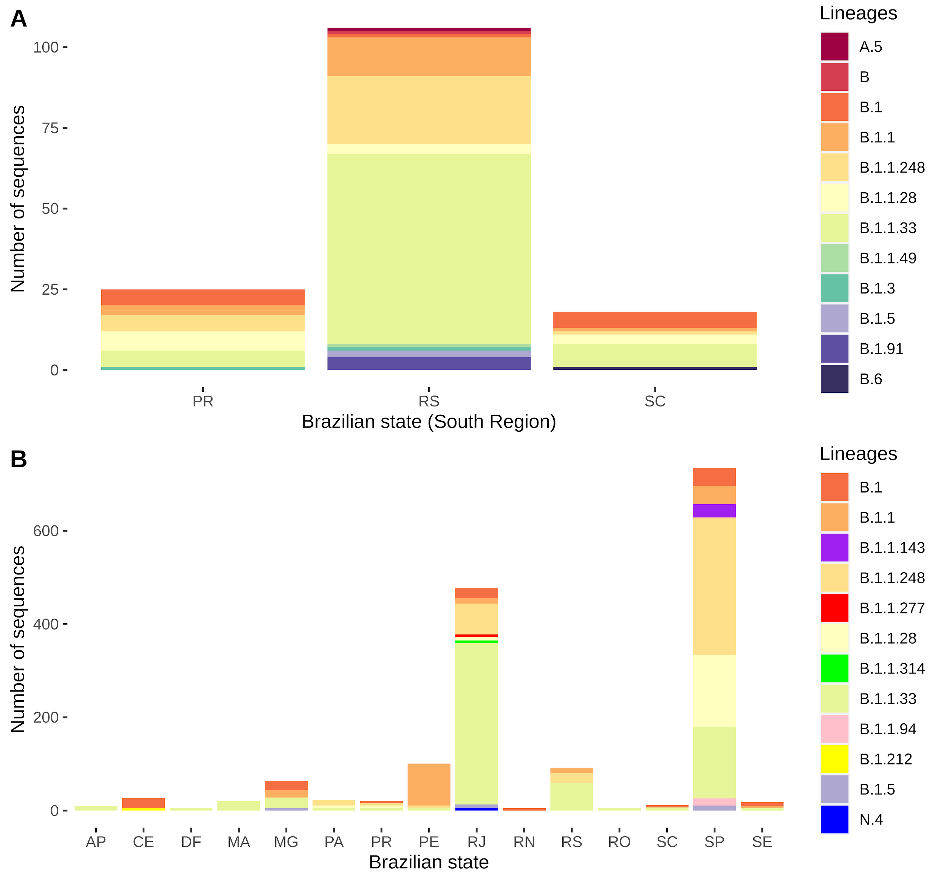 A
Number of sequences
100
75
50
25
0
PR RS SC
Brazilian state (South Region)
Lineages
A.5
B
B.1
B.1.1
B.1.1.248
B.1.1.28
B.1.1.33
B.1.1.49
B.1.3
B.1.5
B.1.91
B.6
B
Number of sequences
600
400
200
0
AP CE DF MA MG PA PR PE RJ RN RS RO SC SP SE
Brazilian state
Lineages
B.1
B.1.1
B.1.1.143
B.1.1.248
B.1.1.277
B.1.1.28
B.1.1.314
B.1.1.33
B.1.1.94
B.1.212
B.1.5
N.4